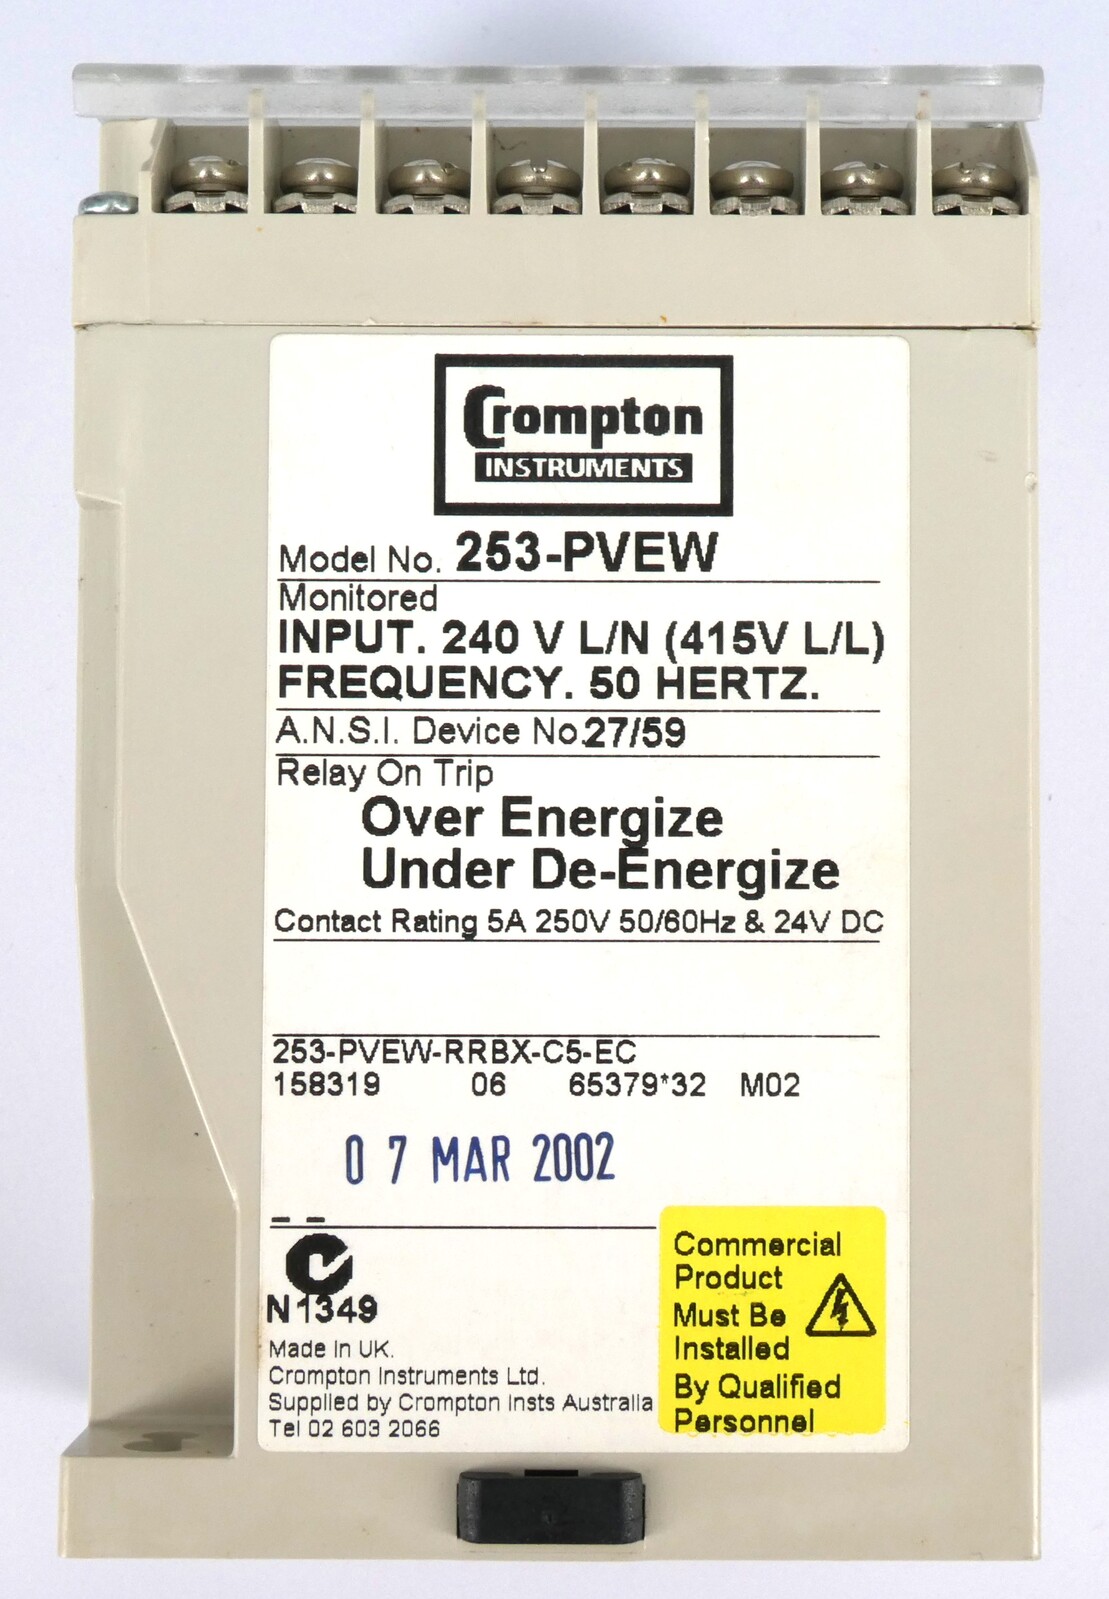 Crompton
INSTRUMENTS
Model No. 253-PVEW
Monitored
INPUT. 240 V L/N (415V L/L)
FREQUENCY. 50 HERTZ.
A.N.S.I. Device No.27/59
Relay On Trip
Over Energize
Under De-Energize
Contact Rating 5A 250V 50/60Hz & 24V DC
253-PVEW-RRBX-C5-EC
158319 06 65379*32 M02
07 MAR 2002
N1349
Made In UK.
Crompton Instruments Ltd.
Supplied by Crompton Insts Australia
Tel 02 603 2066
Commercial
Product
Must Be
Installed
By Qualified
Personnel